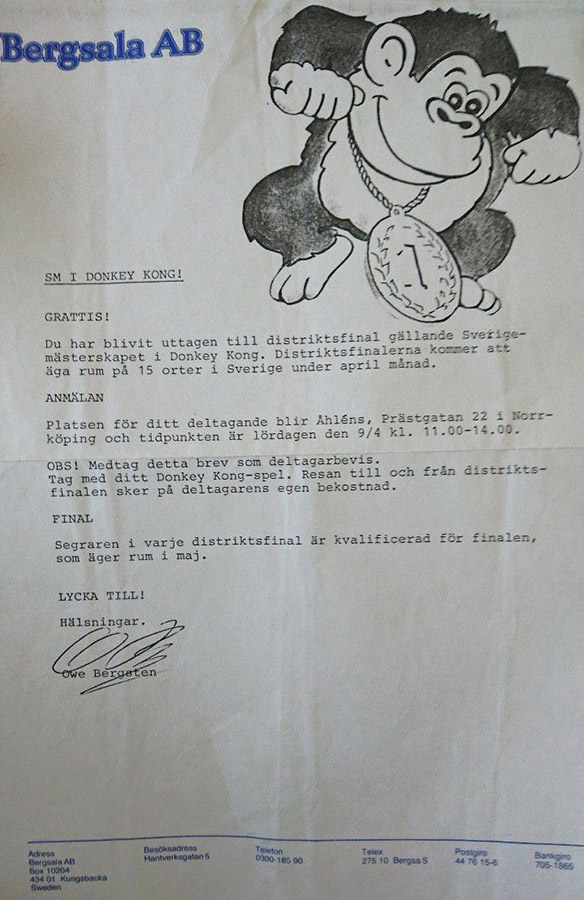 Bergsala AB
1
SM I DONKEY KONG!
GRATTIS!
Du har blivit uttagen till distriktsfinal gällande Sverige-
mästerskapet i Donkey Kong. Distriktsfinalerna kommer att
äga rum på 15 orter i Sverige under april månad.
ANMÄLAN
Platsen för ditt deltagande blir Åhléns, Prästgatan 22 i Norr-
köping och tidpunkten är lördagen den 9/4 kl. 11.00-14.00.
OBS! Medtag detta brev som deltagarbevis.
Tag med ditt Donkey Kong-spel. Resan till och från distrikts-
finalen sker på deltagarens egen bekostnad.
FINAL
Segraren i varje distriktsfinal är kvalificerad för finalen,
som äger rum i maj.
LYCKA TILL!
Hälsningar.
Owe Bergsten
Adress
Bergsala AB
Box 10204
434 01 Kungsbacka
Sweden
Besöksadress
Hantverksgatan 5
Telefon
0300-185 90
Telex
275 10 Bergsa S
Postgiro
44 76 15-6
Bankgiro
705-1865